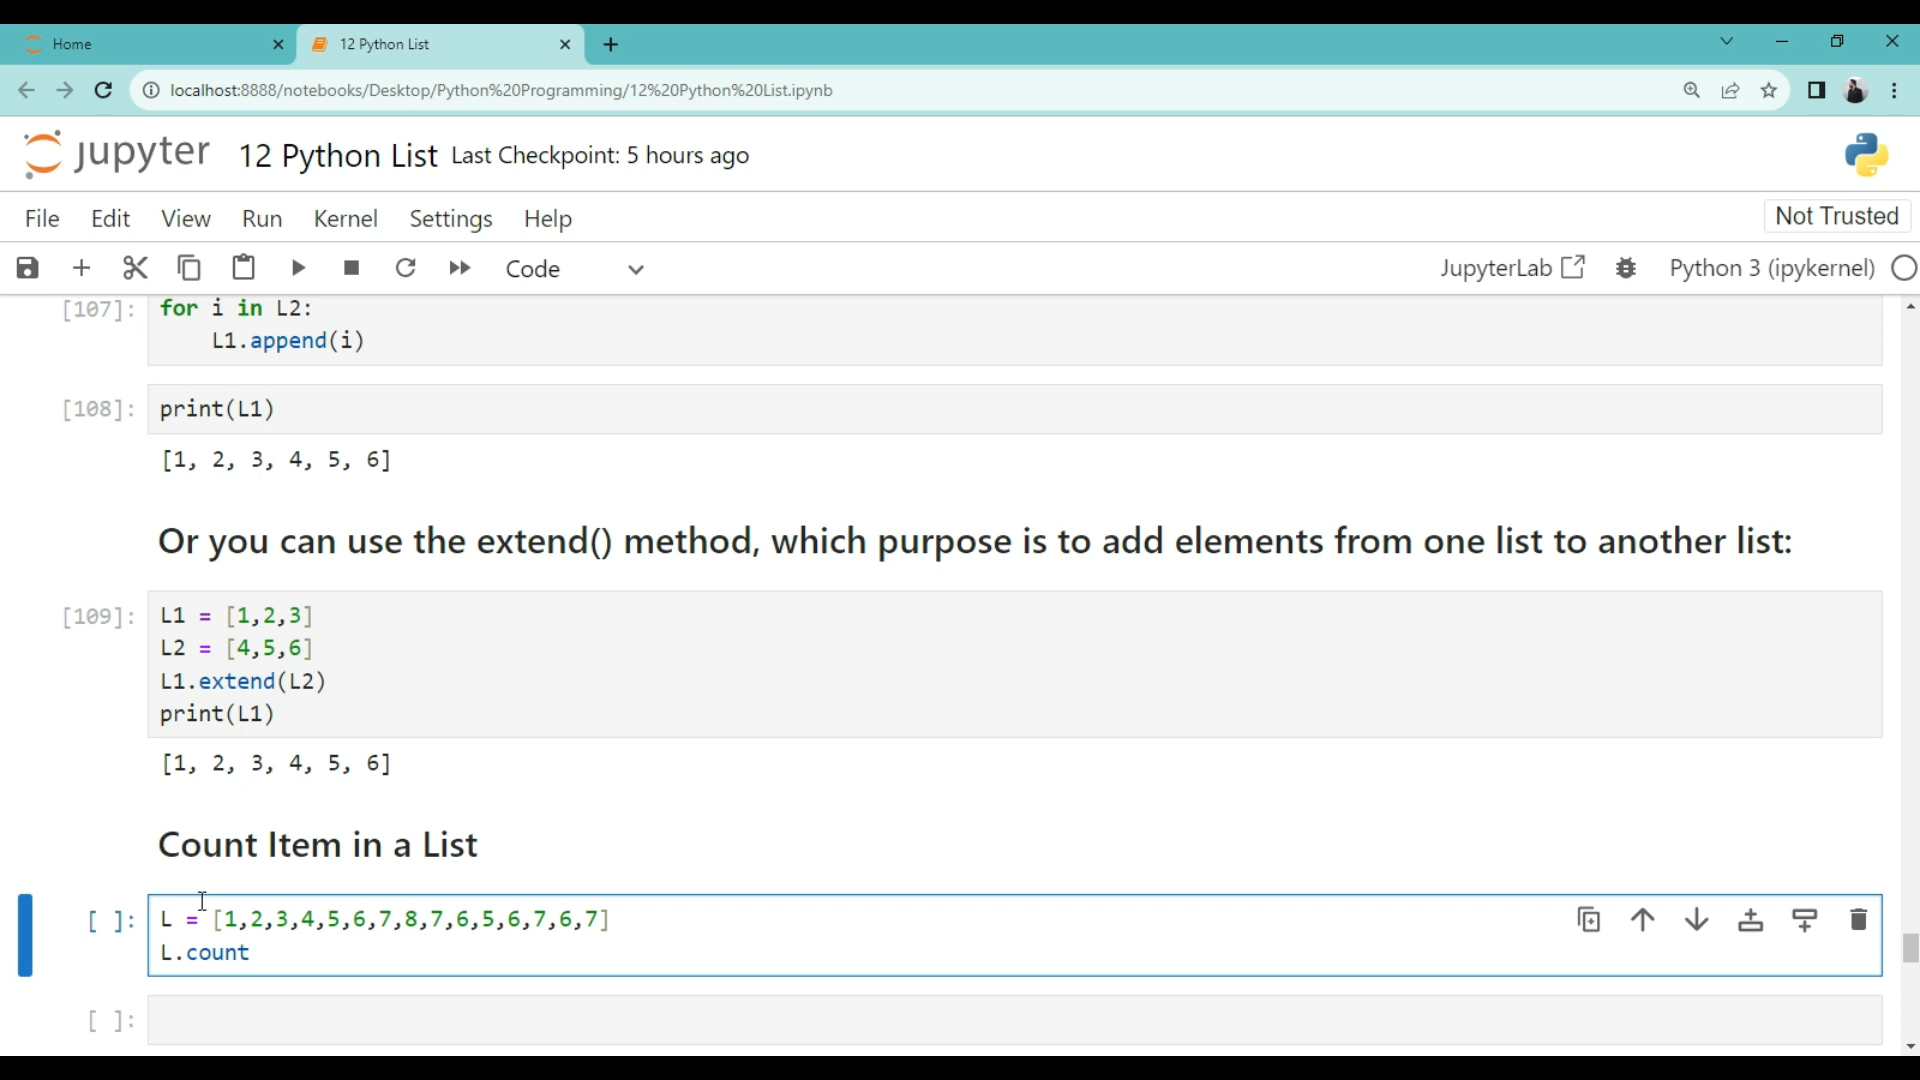 Home
12 Python List
localhost:8888/notebooks/Desktop/Python%20Programming/12%20Python%20List.ipynb
jupyter 12 Python List Last Checkpoint: 5 hours ago
File Edit View Run Kernel Settings Help Not Trusted
Code JupyterLab Python 3 (ipykernel)
[107]: for i in L2:
L1.append(i)
[108]: print(L1)
[1, 2, 3, 4, 5, 6]
Or you can use the extend() method, which purpose is to add elements from one list to another list:
[109]: L1 = [1,2,3]
L2 = [4,5,6]
L1.extend(L2)
print(L1)
[1, 2, 3, 4, 5, 6]
Count Item in a List
[ ]: L = [1,2,3,4,5,6,7,8,7,6,5,6,7,6,7]
L.count
[ ]: